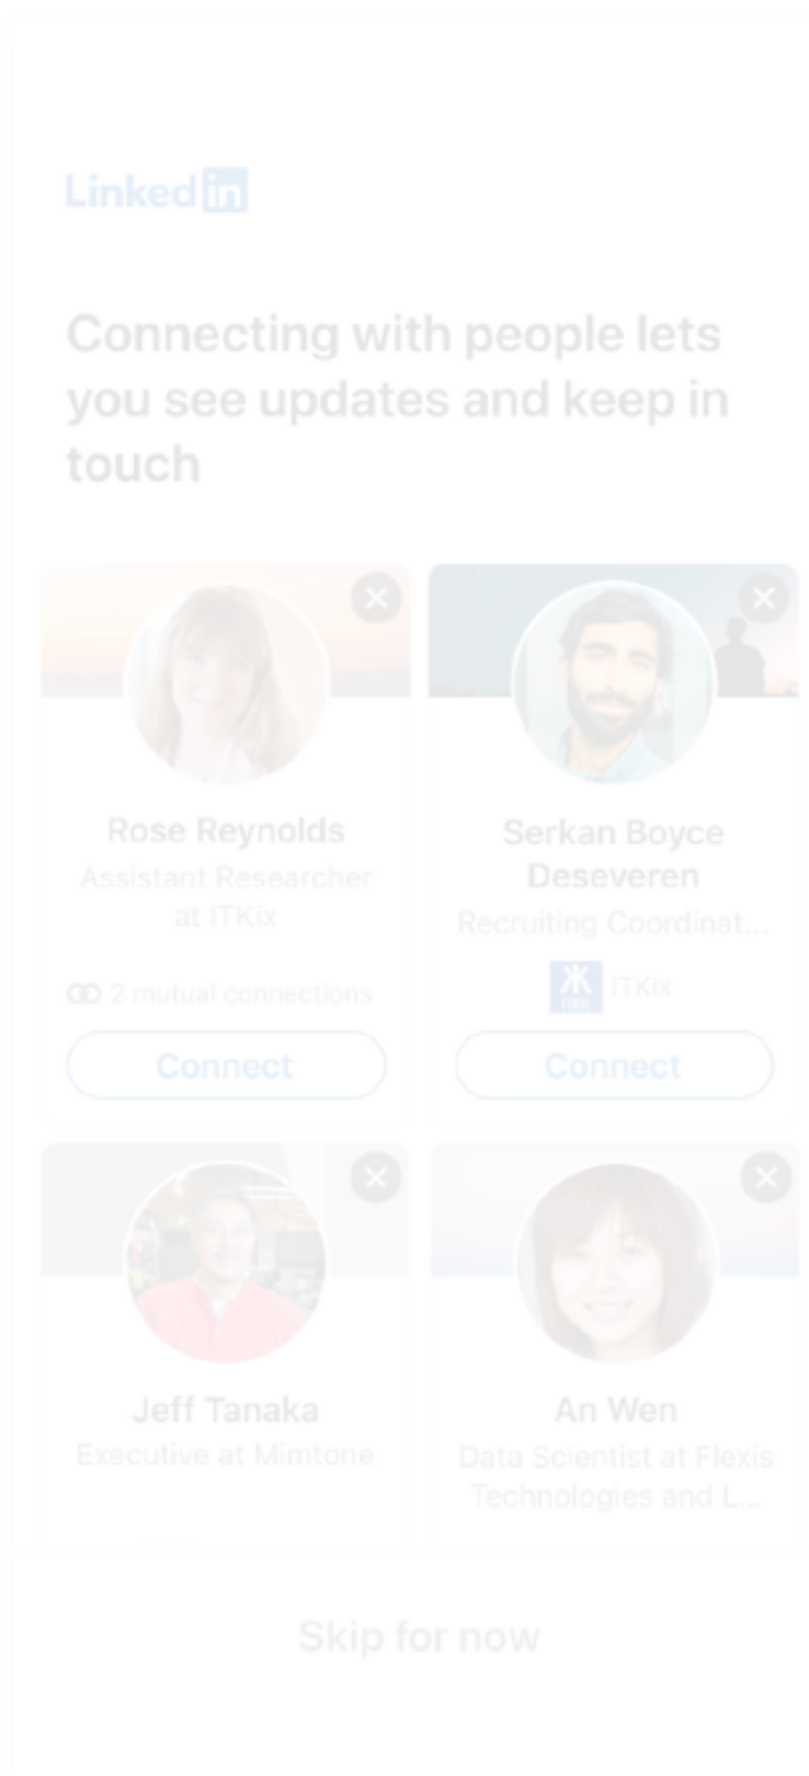 Linked in
Connecting with people lets
you see updates and keep in
touch
Rose Reynolds
Assistant Researcher
at ITKix
2 mutual connections
Connect
Serkan Boyce
Deseveren
Recruiting Coordinat...
ITKix
Connect
Jeff Tanaka
Executive at Mimtone
An Wen
Data Scientist at Flexis
Technologies and L...
Skip for now